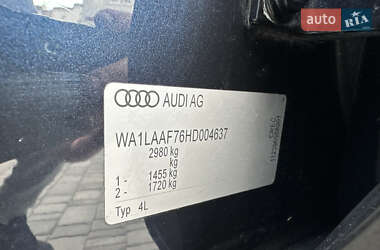 auto.RIA
AUDI AG
WA1LAAF76HD004637
2980 kg
kg
1 - 1455 kg
2 - 1720 kg
Typ 4L